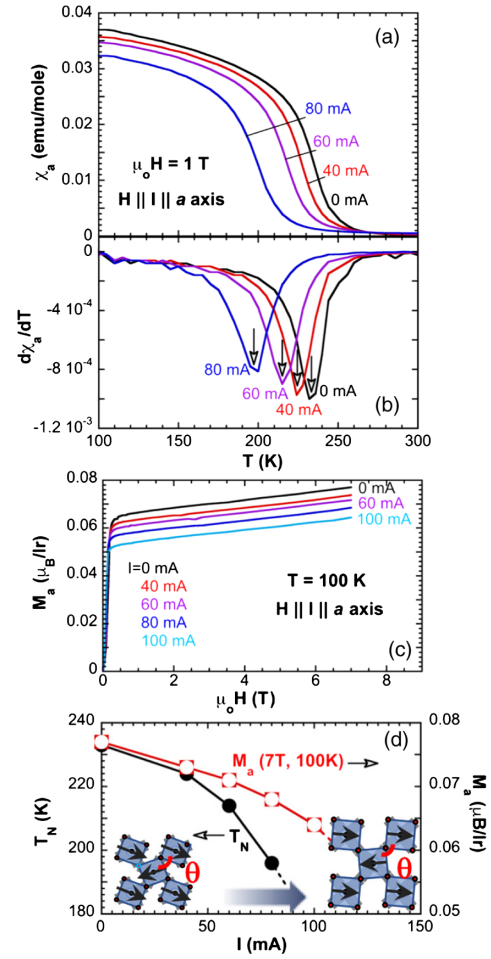 0.04
(a)
0.03
χₐ (emu/mole)
0.02
80 mA
60 mA
40 mA
0 mA
μₒH = 1 T
0.01
H || I || a axis
0
0
-4 10⁻⁴
dχₐ/dT
-8 10⁻⁴
80 mA
60 mA
40 mA
0 mA
(b)
-1.2 10⁻³
100 150 200 250 300
T (K)
0.08
0 mA
60 mA
100 mA
0.06
Mₐ (μB/Ir)
0.04
I=0 mA
40 mA
60 mA
80 mA
100 mA
T = 100 K
H || I || a axis
0.02
(c)
0
0 2 4 6 8
μₒH (T)
240
0.08
(d)
Mₐ (7T, 100K)
220
0.07
TN (K)
Mₐ (μB/Ir)
TN
200
0.06
θ
θ
180
0.05
0 50 100 150
I (mA)